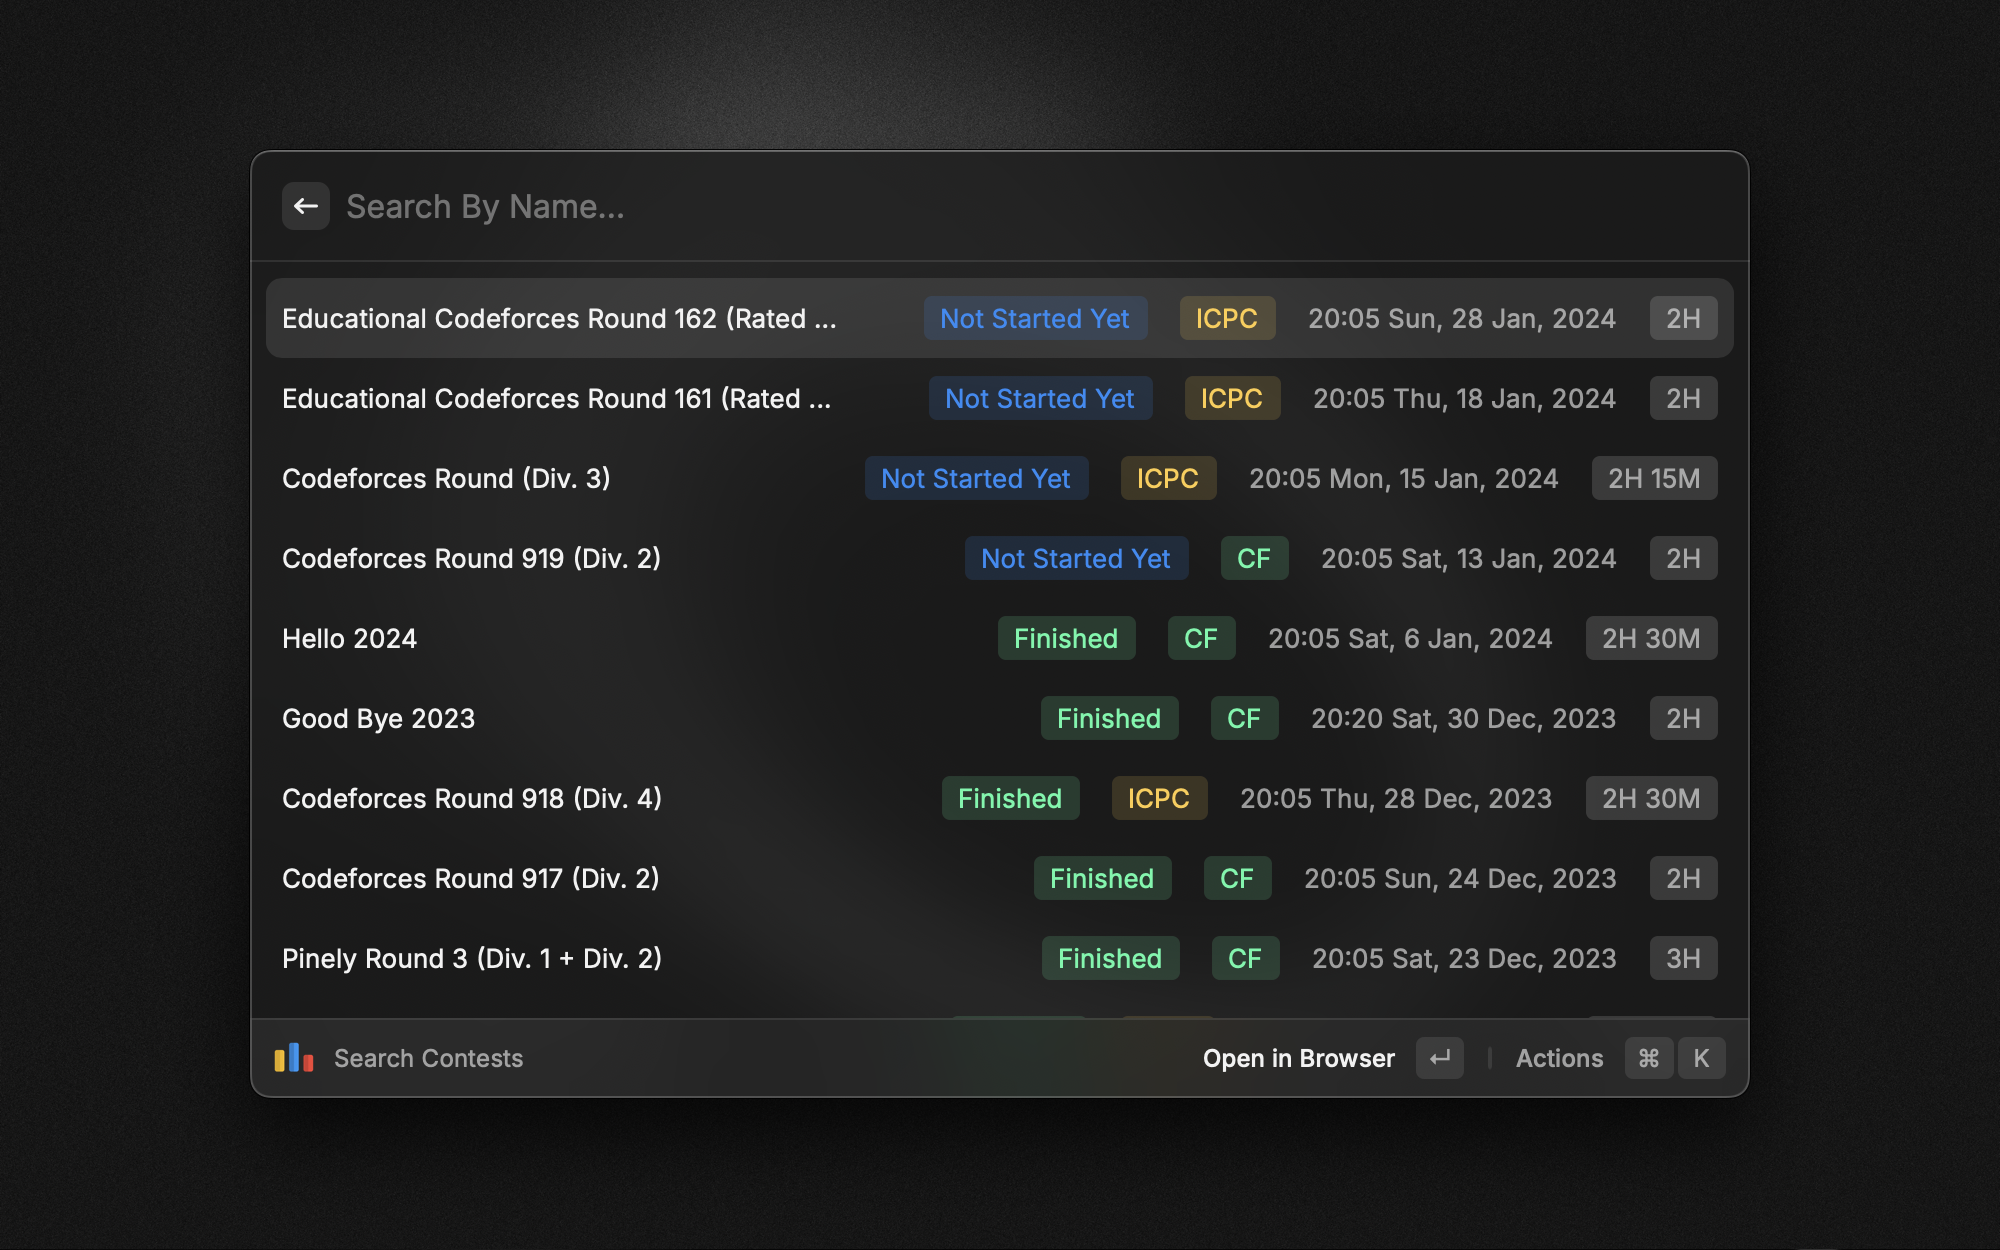 Search By Name...
Educational Codeforces Round 162 (Rated ... Not Started Yet ICPC 20:05 Sun, 28 Jan, 2024 2H
Educational Codeforces Round 161 (Rated ... Not Started Yet ICPC 20:05 Thu, 18 Jan, 2024 2H
Codeforces Round (Div. 3) Not Started Yet ICPC 20:05 Mon, 15 Jan, 2024 2H 15M
Codeforces Round 919 (Div. 2) Not Started Yet CF 20:05 Sat, 13 Jan, 2024 2H
Hello 2024 Finished CF 20:05 Sat, 6 Jan, 2024 2H 30M
Good Bye 2023 Finished CF 20:20 Sat, 30 Dec, 2023 2H
Codeforces Round 918 (Div. 4) Finished ICPC 20:05 Thu, 28 Dec, 2023 2H 30M
Codeforces Round 917 (Div. 2) Finished CF 20:05 Sun, 24 Dec, 2023 2H
Pinely Round 3 (Div. 1 + Div. 2) Finished CF 20:05 Sat, 23 Dec, 2023 3H
Search Contests Open in Browser ↵ Actions ⌘ K